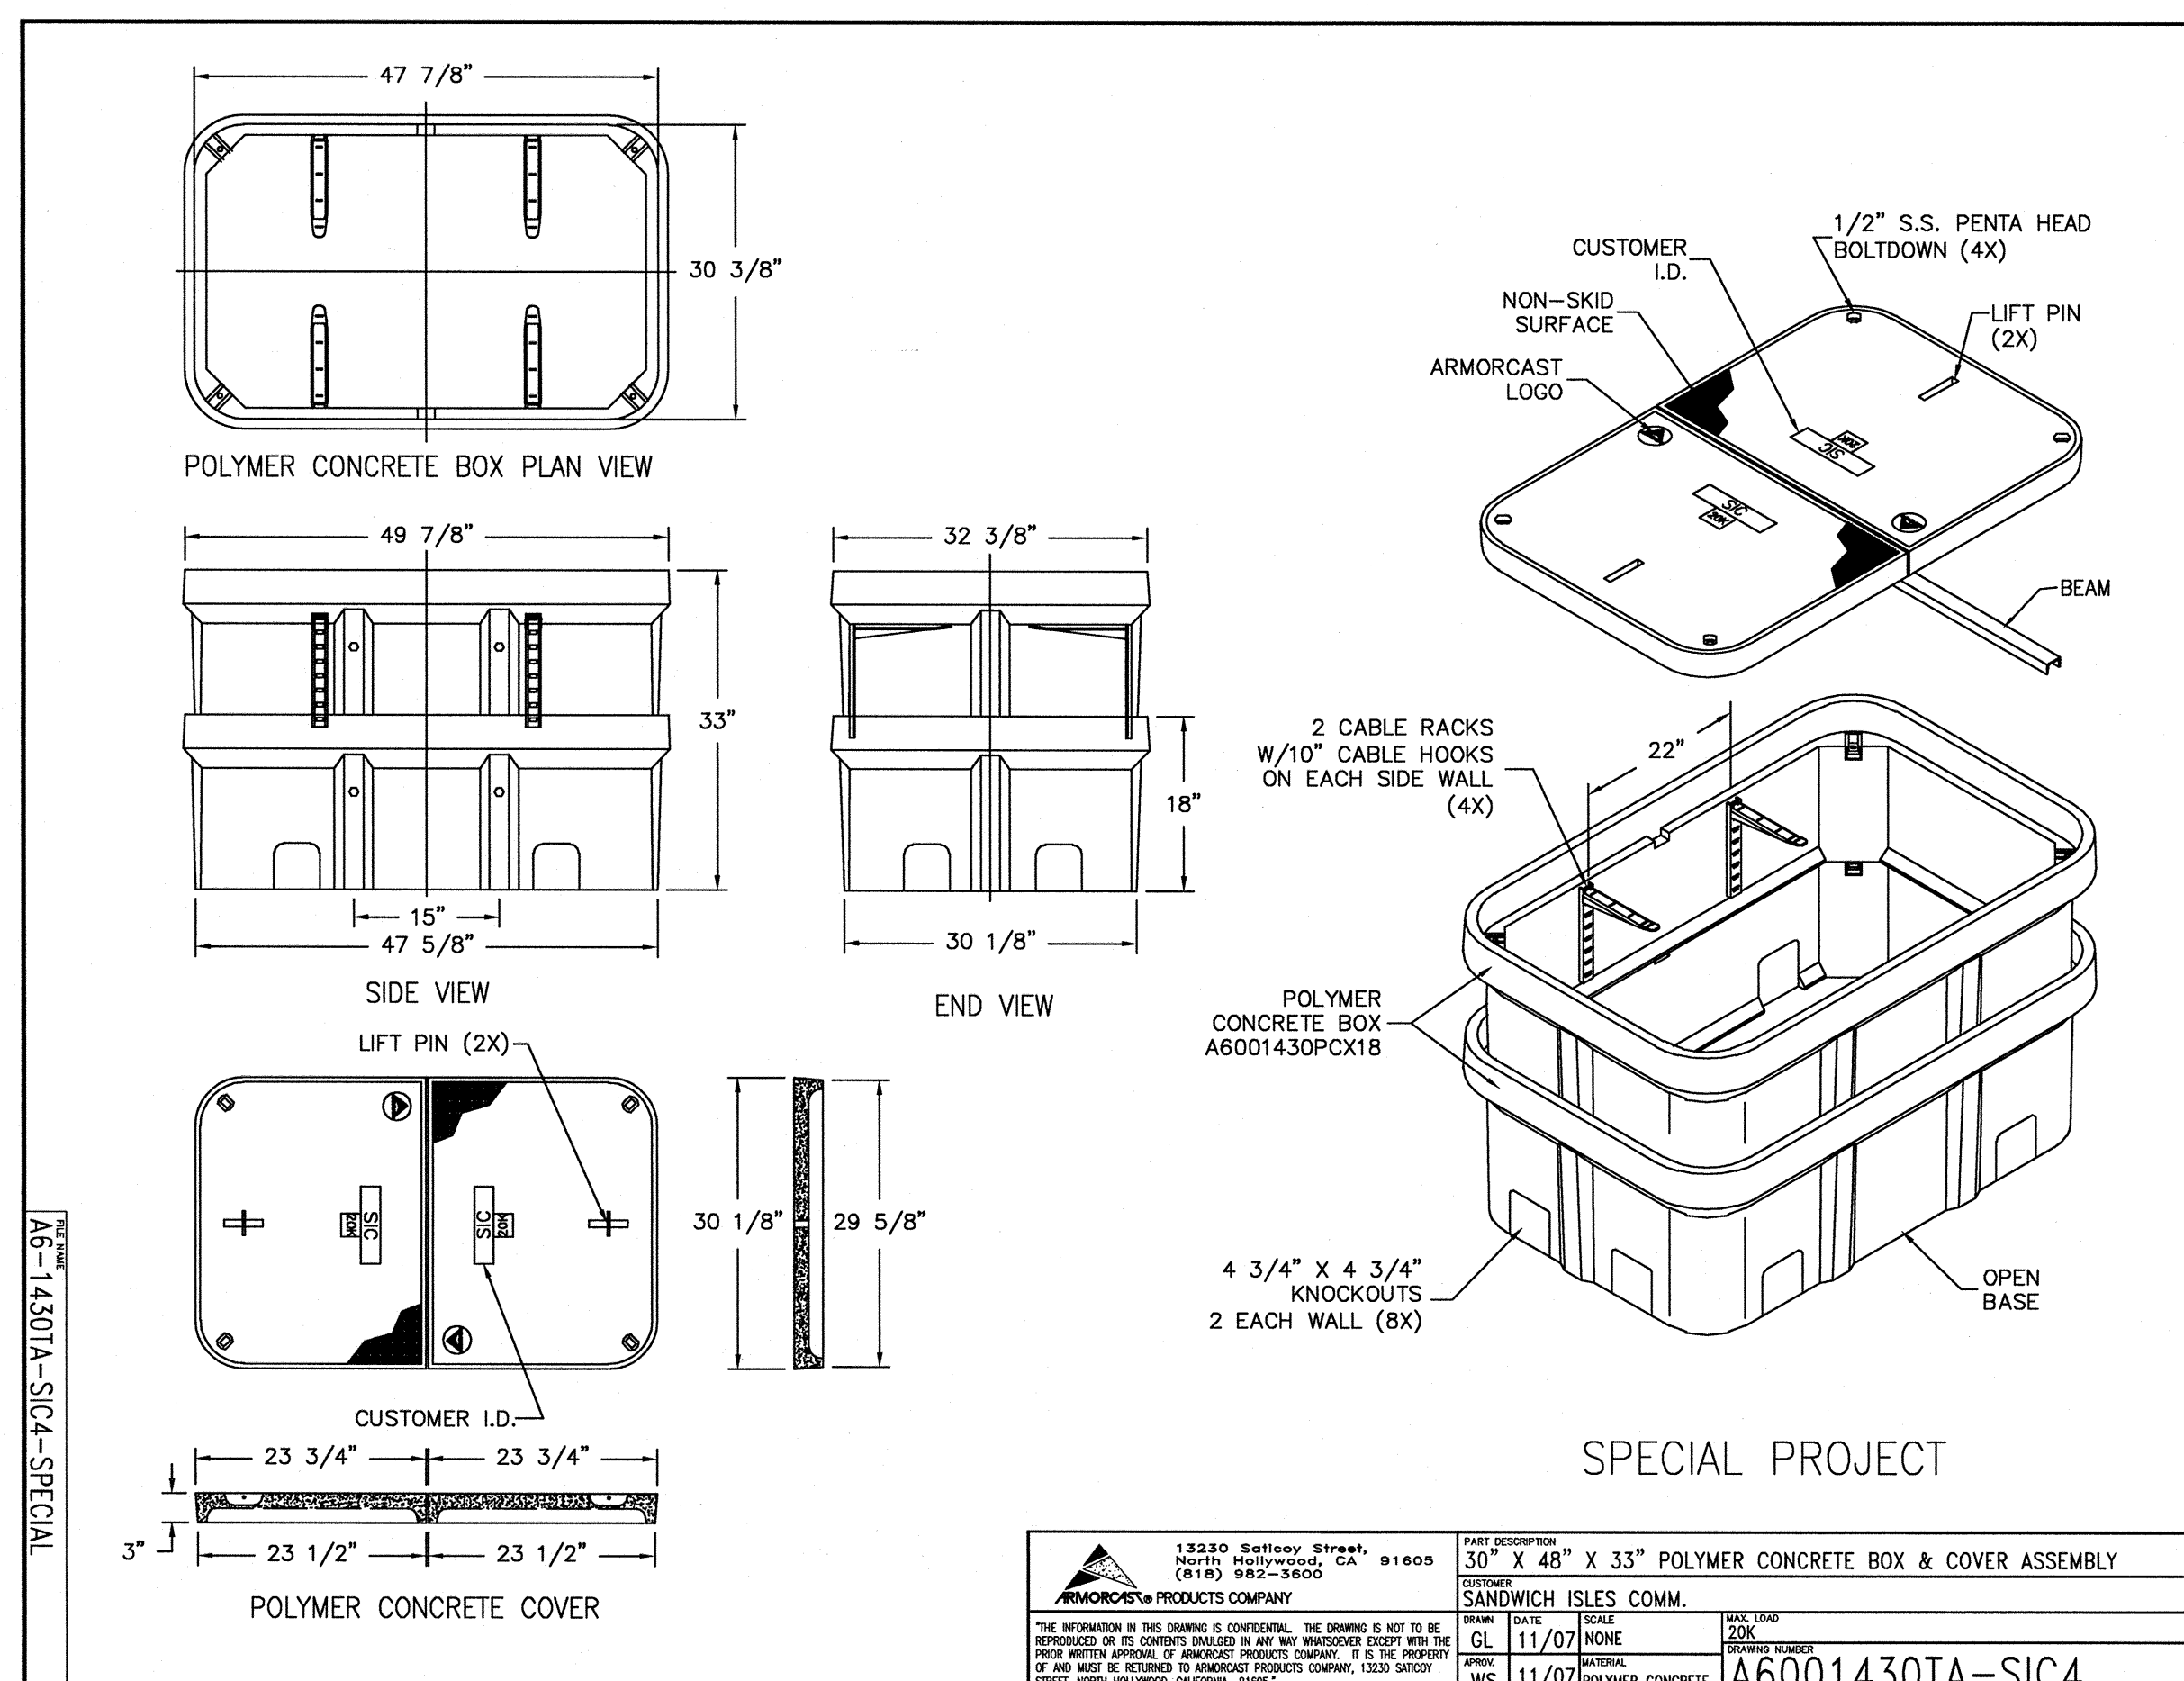 47 7/8"
30 3/8"
POLYMER CONCRETE BOX PLAN VIEW
49 7/8"
33"
15"
47 5/8"
SIDE VIEW
32 3/8"
18"
30 1/8"
END VIEW
1/2" S.S. PENTA HEAD
BOLTDOWN (4X)
CUSTOMER
I.D.
NON-SKID
SURFACE
LIFT PIN
(2X)
ARMORCAST
LOGO
SIC
20K
SIC
20K
BEAM
2 CABLE RACKS
W/10" CABLE HOOKS
ON EACH SIDE WALL
(4X)
22"
POLYMER
CONCRETE BOX
A6001430PCX18
4 3/4" X 4 3/4"
KNOCKOUTS
2 EACH WALL (8X)
OPEN
BASE
LIFT PIN (2X)
SIC
20K
SIC
20K
30 1/8"
29 5/8"
CUSTOMER I.D.
23 3/4"
23 3/4"
3"
23 1/2"
23 1/2"
POLYMER CONCRETE COVER
FILE NAME
A6-1430TA-SIC4-SPECIAL
SPECIAL PROJECT
13230 Saticoy Street,
North Hollywood, CA 91605
(818) 982-3600
ARMORCAST® PRODUCTS COMPANY
"THE INFORMATION IN THIS DRAWING IS CONFIDENTIAL. THE DRAWING IS NOT TO BE
REPRODUCED OR ITS CONTENTS DIVULGED IN ANY WAY WHATSOEVER EXCEPT WITH THE
PRIOR WRITTEN APPROVAL OF ARMORCAST PRODUCTS COMPANY. IT IS THE PROPERTY
OF AND MUST BE RETURNED TO ARMORCAST PRODUCTS COMPANY, 13230 SATICOY
STREET, NORTH HOLLYWOOD, CALIFORNIA, 91605."
PART DESCRIPTION
30" X 48" X 33" POLYMER CONCRETE BOX & COVER ASSEMBLY
CUSTOMER
SANDWICH ISLES COMM.
DRAWN
GL
DATE
11/07
SCALE
NONE
MAX. LOAD
20K
APROV.
WS
11/07
MATERIAL
POLYMER CONCRETE
DRAWING NUMBER
A6001430TA-SIC4